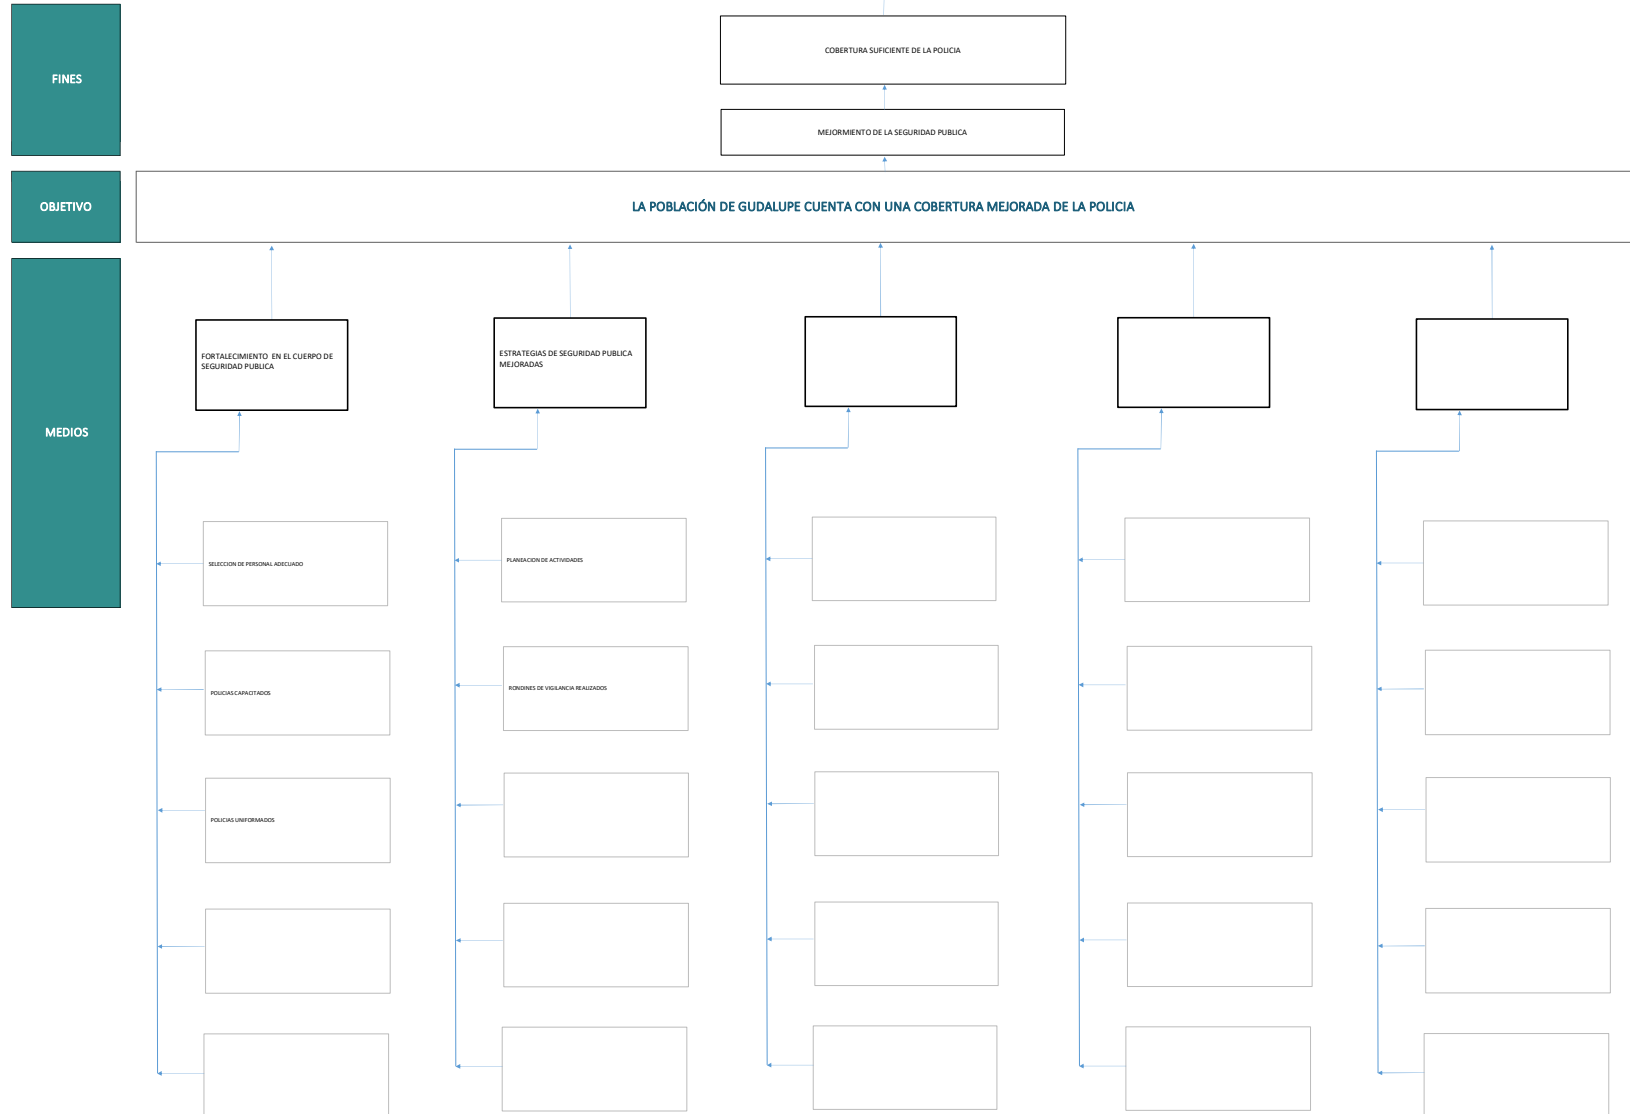 FINES
COBERTURA SUFICIENTE DE LA POLICIA
MEJORMIENTO DE LA SEGURIDAD PUBLICA
OBJETIVO
LA POBLACIÓN DE GUDALUPE CUENTA CON UNA COBERTURA MEJORADA DE LA POLICIA
MEDIOS
FORTALECIMIENTO EN EL CUERPO DE
SEGURIDAD PUBLICA
ESTRATEGIAS DE SEGURIDAD PUBLICA
MEJORADAS
SELECCION DE PERSONAL ADECUADO
PLANEACION DE ACTIVIDADES
POLICIAS CAPACITADOS
RONDINES DE VIGILANCIA REALIZADOS
POLICIAS UNIFORMADOS